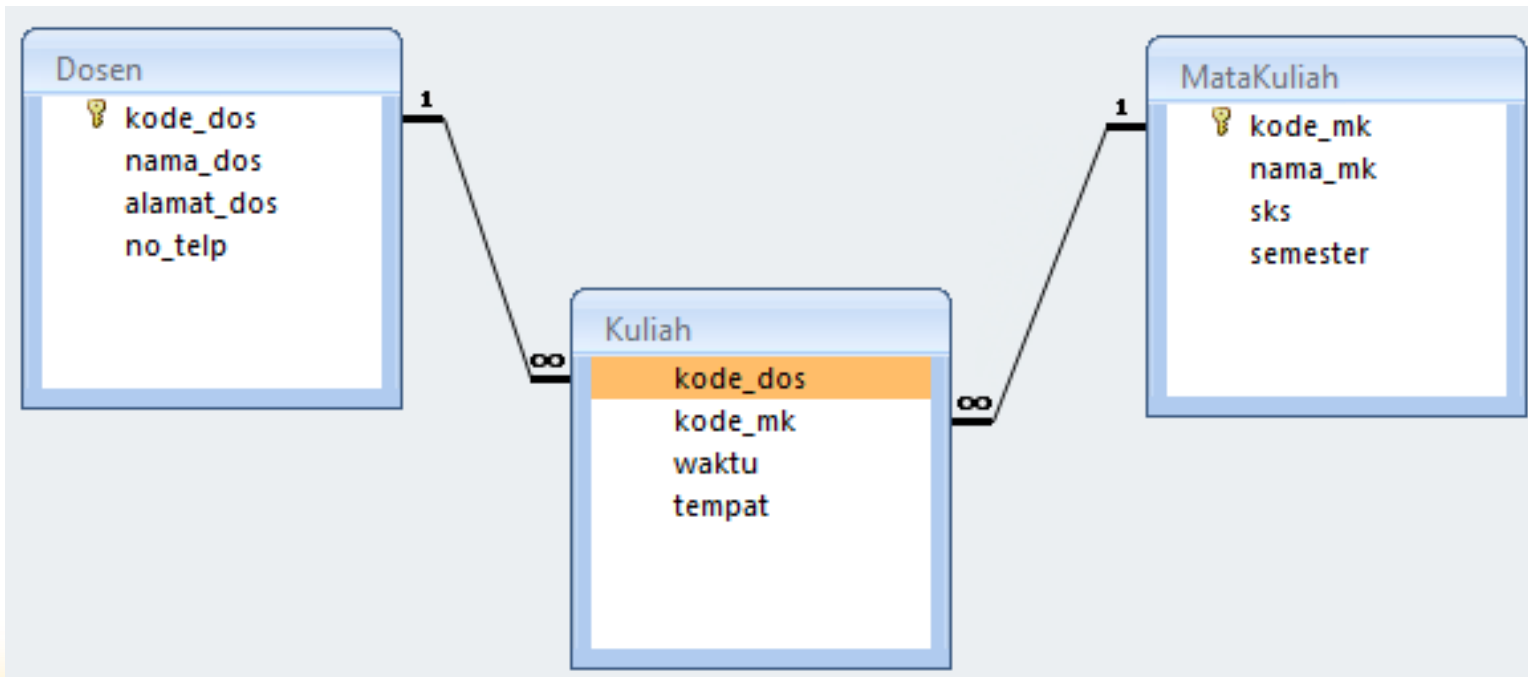 Dosen
kode_dos
nama_dos
alamat_dos
no_telp
1
∞
Kuliah
kode_dos
kode_mk
waktu
tempat
∞
1
MataKuliah
kode_mk
nama_mk
sks
semester